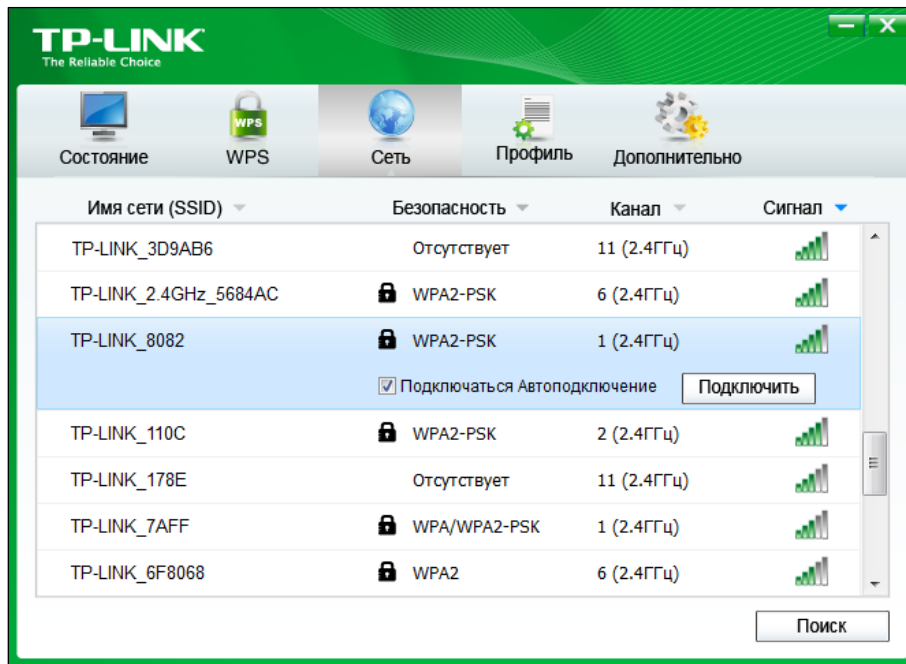 TP-LINK
The Reliable Choice
WPS
Состояние WPS Сеть Профиль Дополнительно
Имя сети (SSID) Безопасность Канал Сигнал
TP-LINK_3D9AB6 Отсутствует 11 (2.4ГГц)
TP-LINK_2.4GHz_5684AC WPA2-PSK 6 (2.4ГГц)
TP-LINK_8082 WPA2-PSK 1 (2.4ГГц)
Подключаться Автоподключение Подключить
TP-LINK_110C WPA2-PSK 2 (2.4ГГц)
TP-LINK_178E Отсутствует 11 (2.4ГГц)
TP-LINK_7AFF WPA/WPA2-PSK 1 (2.4ГГц)
TP-LINK_6F8068 WPA2 6 (2.4ГГц)
Поиск